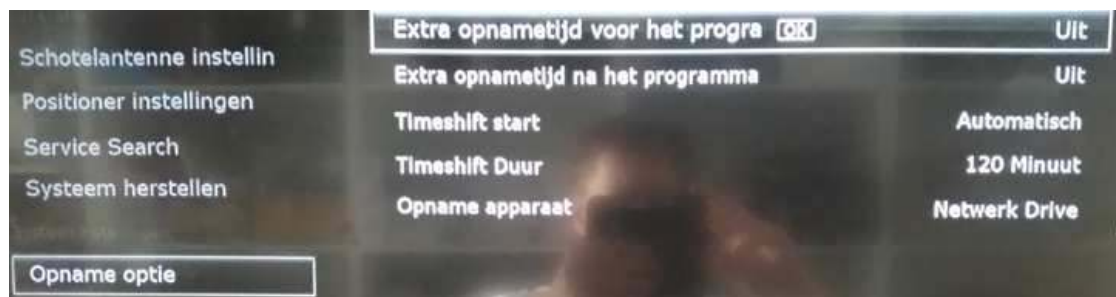 Schotelantenne instellin
Positioner instellingen
Service Search
Systeem herstellen
Opname optie
Extra opnametijd voor het progra OK Uit
Extra opnametijd na het programma Uit
Timeshift start Automatisch
Timeshift Duur 120 Minuut
Opname apparaat Netwerk Drive